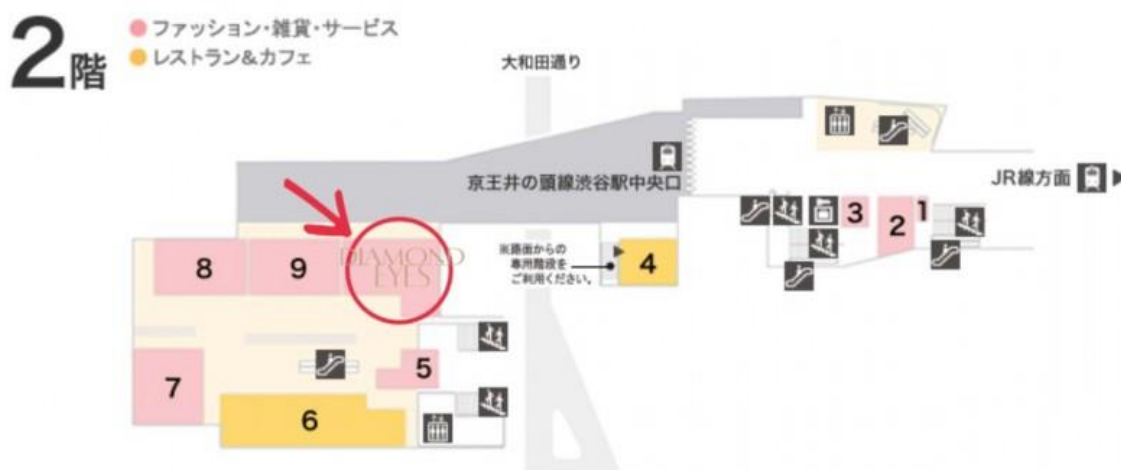 2階
ファッション・雑貨・サービス
レストラン&カフェ
大和田通り
京王井の頭線渋谷駅中央口
JR線方面
3
2
1
8
9
DIAMOND
EYES
※路面からの
専用階段を
ご利用ください。
4
7
5
6